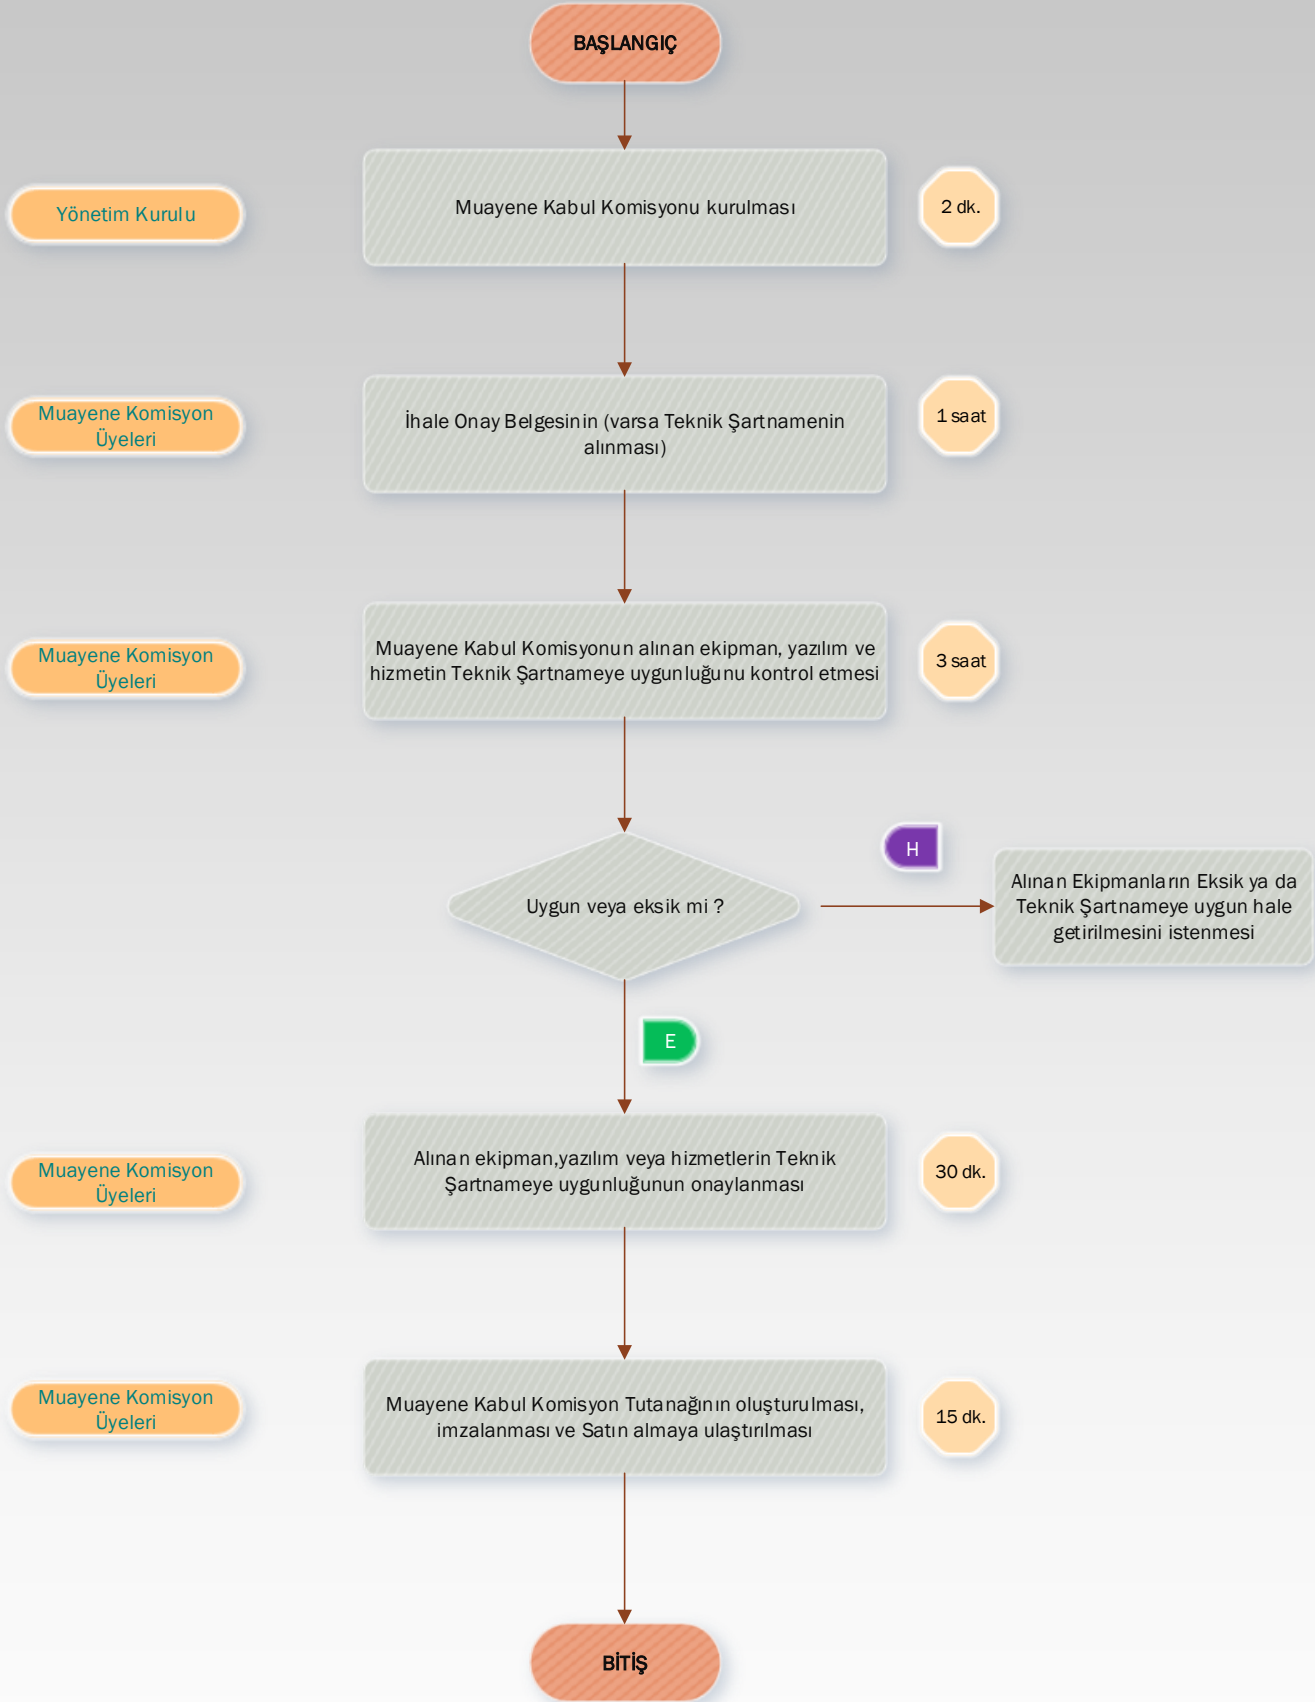 BAŞLANGIÇ
Yönetim Kurulu
Muayene Kabul Komisyonu kurulması
2 dk.
Muayene Komisyon
Üyeleri
İhale Onay Belgesinin (varsa Teknik Şartnamenin
alınması)
1 saat
Muayene Komisyon
Üyeleri
Muayene Kabul Komisyonun alınan ekipman, yazılım ve
hizmetin Teknik Şartnameye uygunluğunu kontrol etmesi
3 saat
Uygun veya eksik mi ?
H
Alınan Ekipmanların Eksik ya da
Teknik Şartnameye uygun hale
getirilmesini istenmesi
E
Muayene Komisyon
Üyeleri
Alınan ekipman,yazılım veya hizmetlerin Teknik
Şartnameye uygunluğunun onaylanması
30 dk.
Muayene Komisyon
Üyeleri
Muayene Kabul Komisyon Tutanağının oluşturulması,
imzalanması ve Satın almaya ulaştırılması
15 dk.
BİTİŞ